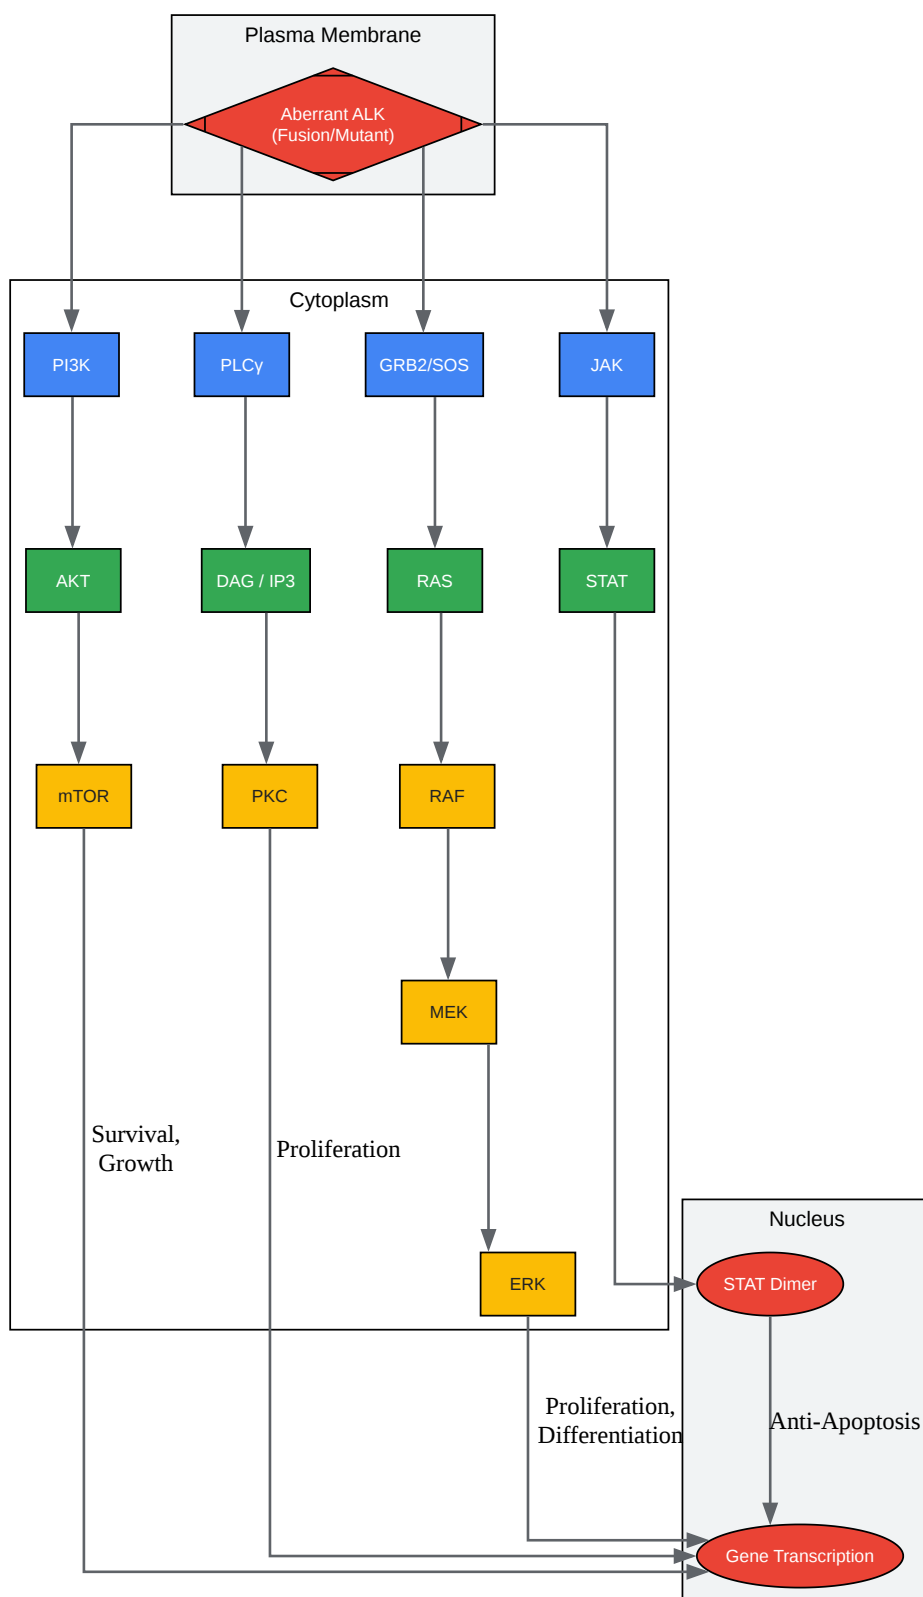 Plasma Membrane
Aberrant ALK
(Fusion/Mutant)
Cytoplasm
PI3K
PLCγ
GRB2/SOS
JAK
AKT
DAG / IP3
RAS
STAT
mTOR
PKC
RAF
MEK
Survival,
Growth
Proliferation
Nucleus
ERK
STAT Dimer
Proliferation,
Differentiation
Anti-Apoptosis
Gene Transcription